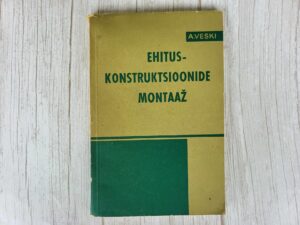 A.VESKI
EHITUS-
KONSTRUKTSIOONIDE
MONTAAŽ